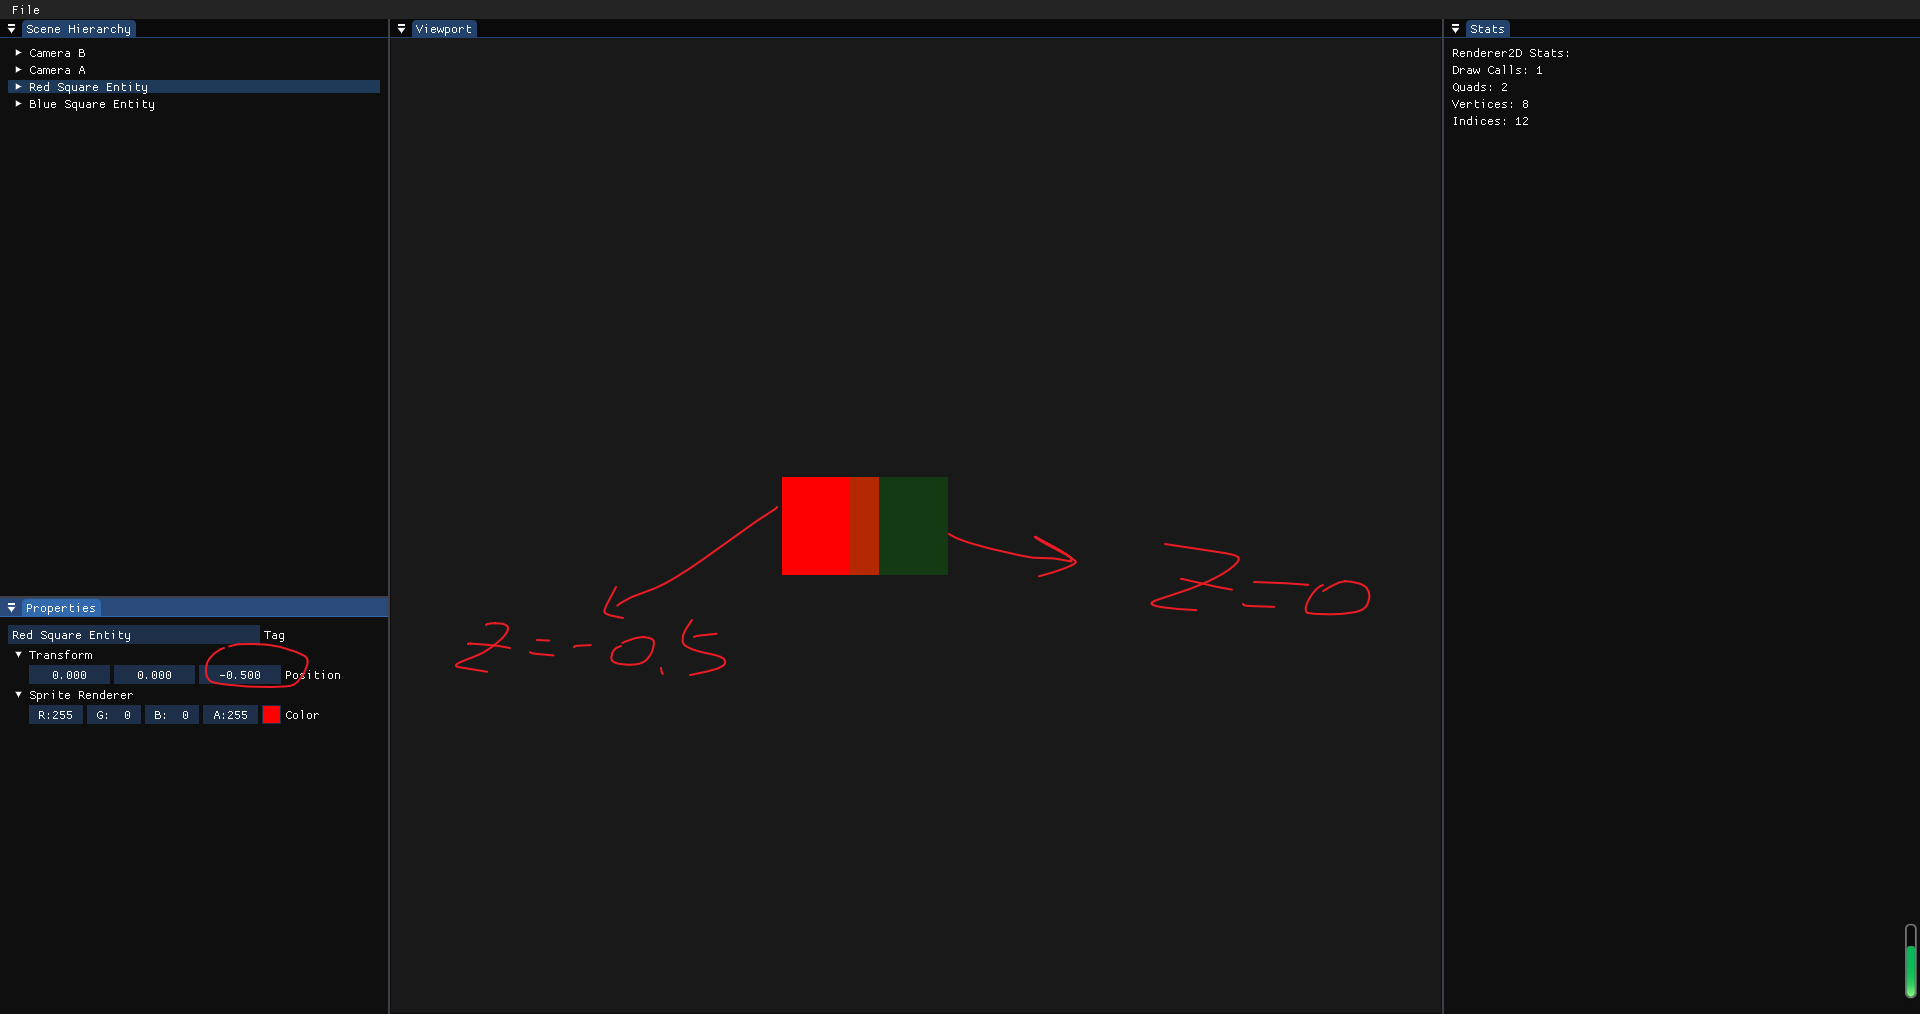 File
Scene Hierarchy
Camera B
Camera A
Red Square Entity
Blue Square Entity
Viewport
Z=-0.5
Z=0
Stats
Renderer2D Stats:
Draw Calls: 1
Quads: 2
Vertices: 8
Indices: 12
Properties
Red Square Entity Tag
Transform
0.000 0.000 -0.500 Position
Sprite Renderer
R:255 G: 0 B: 0 A:255 Color